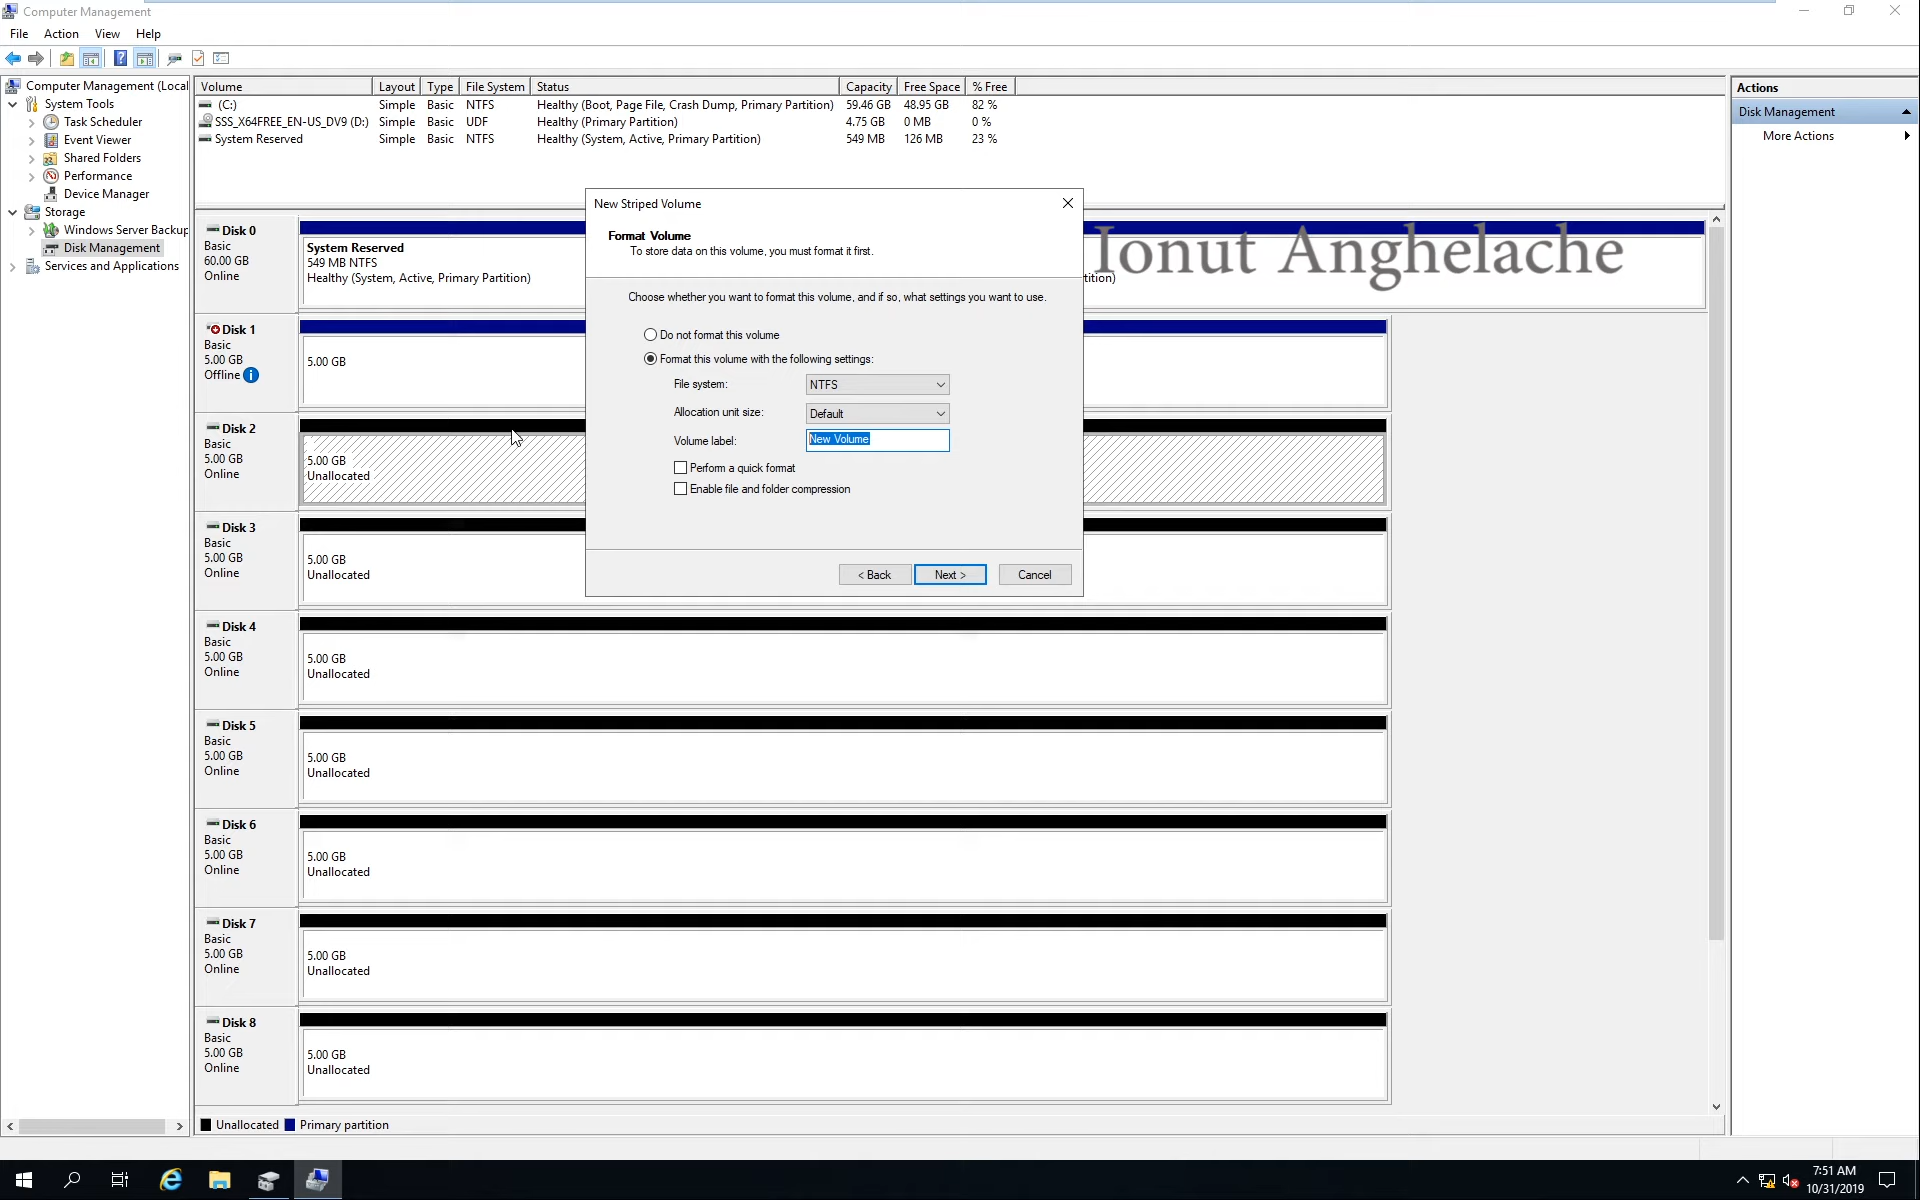 Computer Management
File Action View Help
Computer Management (Local
System Tools
Task Scheduler
Event Viewer
Shared Folders
Performance
Device Manager
Storage
Windows Server Backup
Disk Management
Services and Applications
Volume Layout Type File System Status Capacity Free Space % Free
(C:) Simple Basic NTFS Healthy (Boot, Page File, Crash Dump, Primary Partition) 59.46 GB 48.95 GB 82 %
SSS_X64FREE_EN-US_DV9 (D:) Simple Basic UDF Healthy (Primary Partition) 4.75 GB 0 MB 0 %
System Reserved Simple Basic NTFS Healthy (System, Active, Primary Partition) 549 MB 126 MB 23 %
Disk 0
Basic
60.00 GB
Online
System Reserved
549 MB NTFS
Healthy (System, Active, Primary Partition)
tition)
Ionut Anghelache
Disk 1
Basic
5.00 GB
Offline
5.00 GB
Disk 2
Basic
5.00 GB
Online
5.00 GB
Unallocated
Disk 3
Basic
5.00 GB
Online
5.00 GB
Unallocated
Disk 4
Basic
5.00 GB
Online
5.00 GB
Unallocated
Disk 5
Basic
5.00 GB
Online
5.00 GB
Unallocated
Disk 6
Basic
5.00 GB
Online
5.00 GB
Unallocated
Disk 7
Basic
5.00 GB
Online
5.00 GB
Unallocated
Disk 8
Basic
5.00 GB
Online
5.00 GB
Unallocated
Unallocated Primary partition
New Striped Volume
Format Volume
To store data on this volume, you must format it first.
Choose whether you want to format this volume, and if so, what settings you want to use.
Do not format this volume
Format this volume with the following settings:
File system: NTFS
Allocation unit size: Default
Volume label: New Volume
Perform a quick format
Enable file and folder compression
< Back Next > Cancel
Actions
Disk Management
More Actions
7:51 AM
10/31/2019